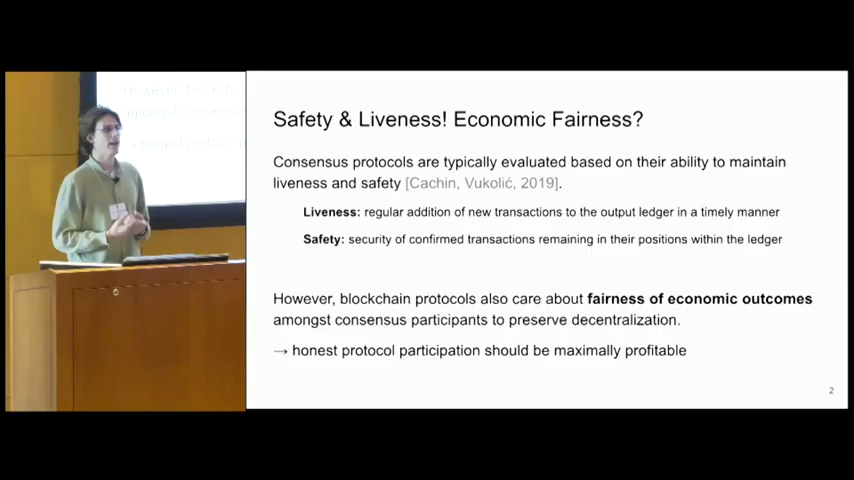 Safety & Liveness! Economic Fairness?
Consensus protocols are typically evaluated based on their ability to maintain
liveness and safety [Cachin, Vukolić, 2019].
Liveness: regular addition of new transactions to the output ledger in a timely manner
Safety: security of confirmed transactions remaining in their positions within the ledger
However, blockchain protocols also care about fairness of economic outcomes
amongst consensus participants to preserve decentralization.
→ honest protocol participation should be maximally profitable
2